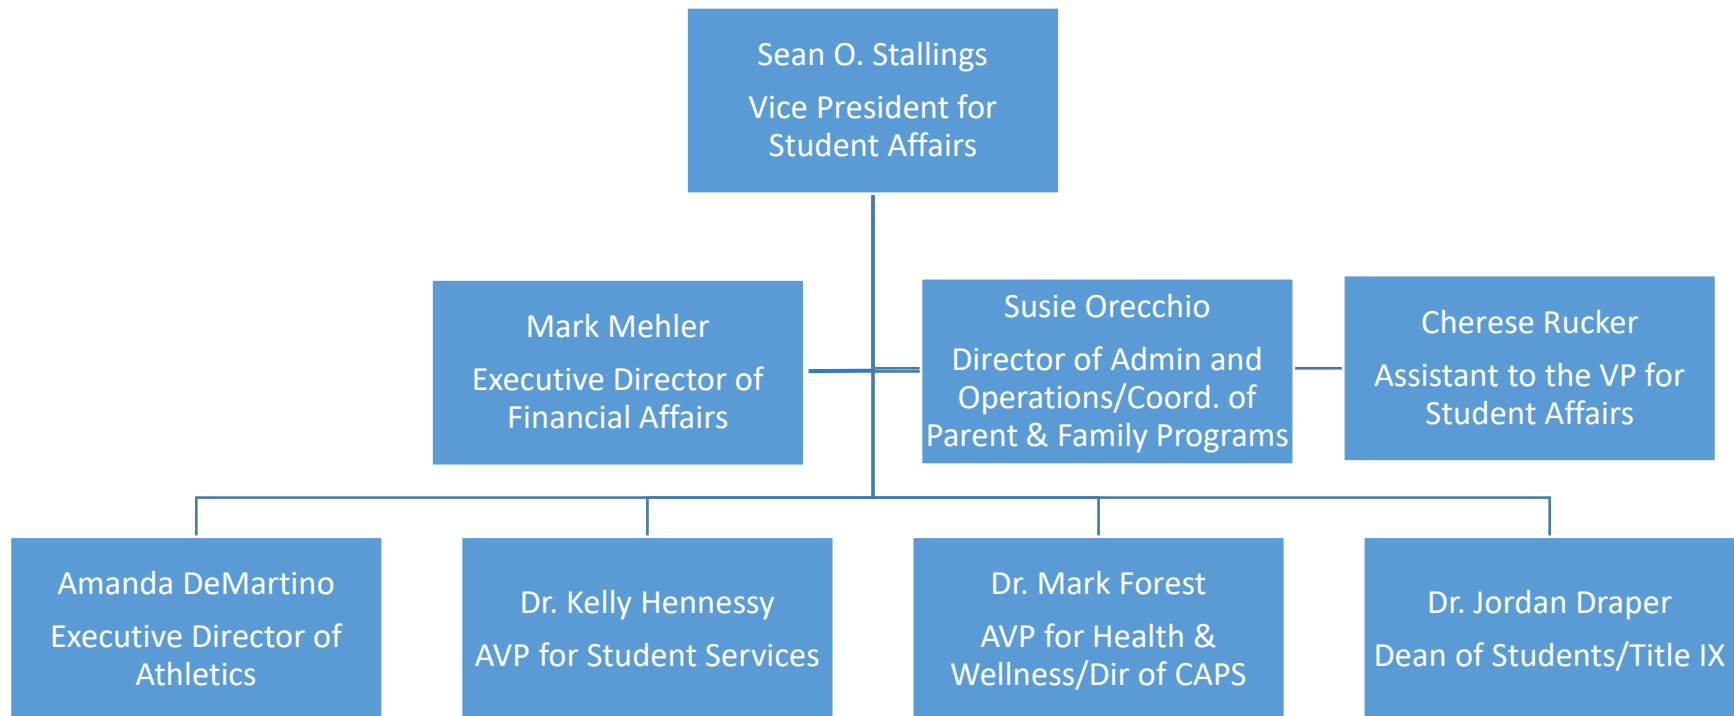 Sean O. Stallings
Vice President for
Student Affairs
Mark Mehler
Executive Director of
Financial Affairs
Susie Orecchio
Director of Admin and
Operations/Coord. of
Parent & Family Programs
Cherese Rucker
Assistant to the VP for
Student Affairs
Amanda DeMartino
Executive Director of
Athletics
Dr. Kelly Hennessy
AVP for Student Services
Dr. Mark Forest
AVP for Health &
Wellness/Dir of CAPS
Dr. Jordan Draper
Dean of Students/Title IX